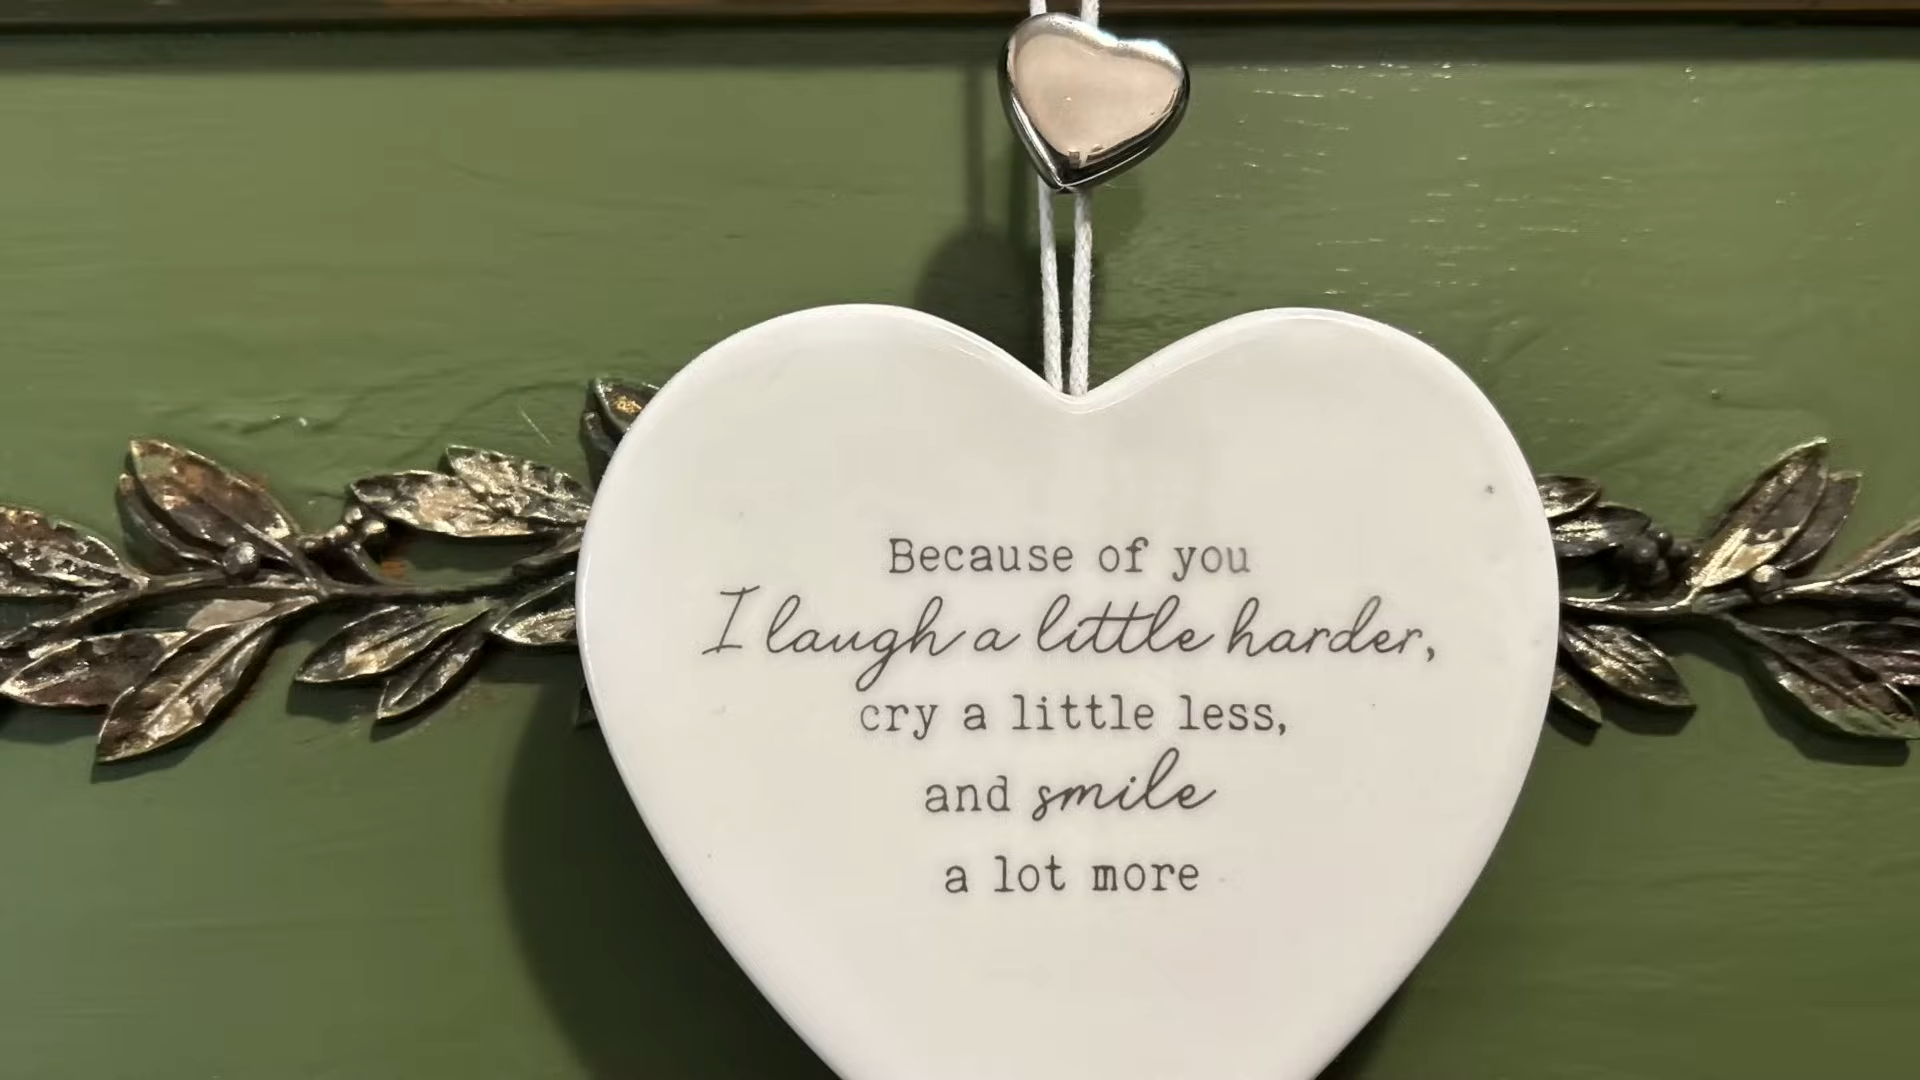 Because of you
I laugh a little harder,
cry a little less,
and smile
a lot more